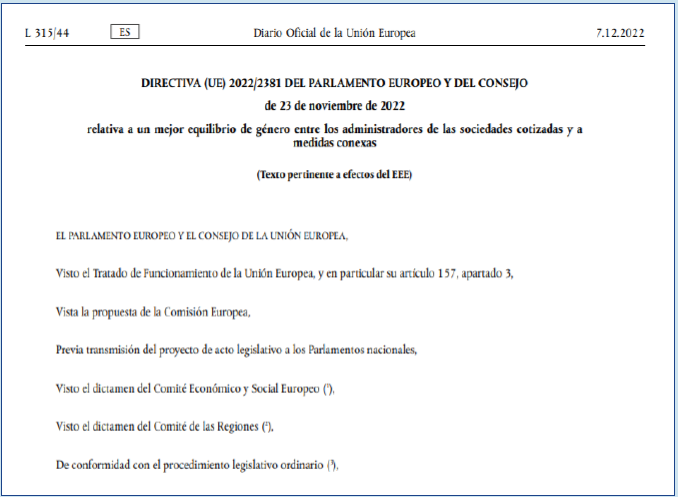 L 315/44 ES Diario Oficial de la Unión Europea 7.12.2022
DIRECTIVA (UE) 2022/2381 DEL PARLAMENTO EUROPEO Y DEL CONSEJO
de 23 de noviembre de 2022
relativa a un mejor equilibrio de género entre los administradores de las sociedades cotizadas y a
medidas conexas
(Texto pertinente a efectos del EEE)
EL PARLAMENTO EUROPEO Y EL CONSEJO DE LA UNIÓN EUROPEA,
Visto el Tratado de Funcionamiento de la Unión Europea, y en particular su artículo 157, apartado 3,
Vista la propuesta de la Comisión Europea,
Previa transmisión del proyecto de acto legislativo a los Parlamentos nacionales,
Visto el dictamen del Comité Económico y Social Europeo (¹),
Visto el dictamen del Comité de las Regiones (²),
De conformidad con el procedimiento legislativo ordinario (³),